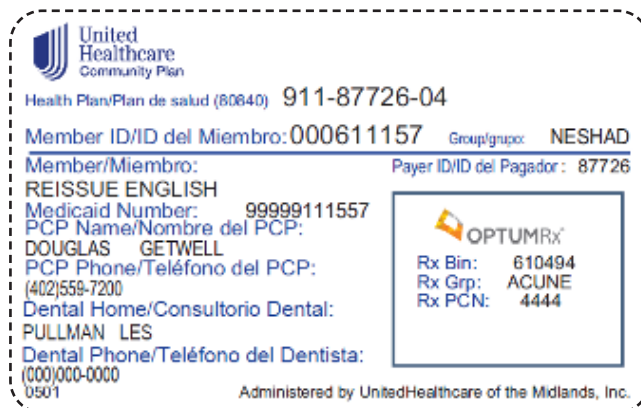 United
Healthcare
Community Plan
Health Plan/Plan de salud (80840) 911-87726-04
Member ID/ID del Miembro: 000611157 Group/grupo: NESHAD
Member/Miembro: Payer ID/ID del Pagador: 87726
REISSUE ENGLISH
Medicaid Number: 99999111557
PCP Name/Nombre del PCP:
DOUGLAS GETWELL
PCP Phone/Teléfono del PCP:
(402)559-7200
Dental Home/Consultorio Dental:
PULLMAN LES
Dental Phone/Teléfono del Dentista:
(000)000-0000
OPTUMRx
Rx Bin: 610494
Rx Grp: ACUNE
Rx PCN: 4444
0501 Administered by UnitedHealthcare of the Midlands, Inc.